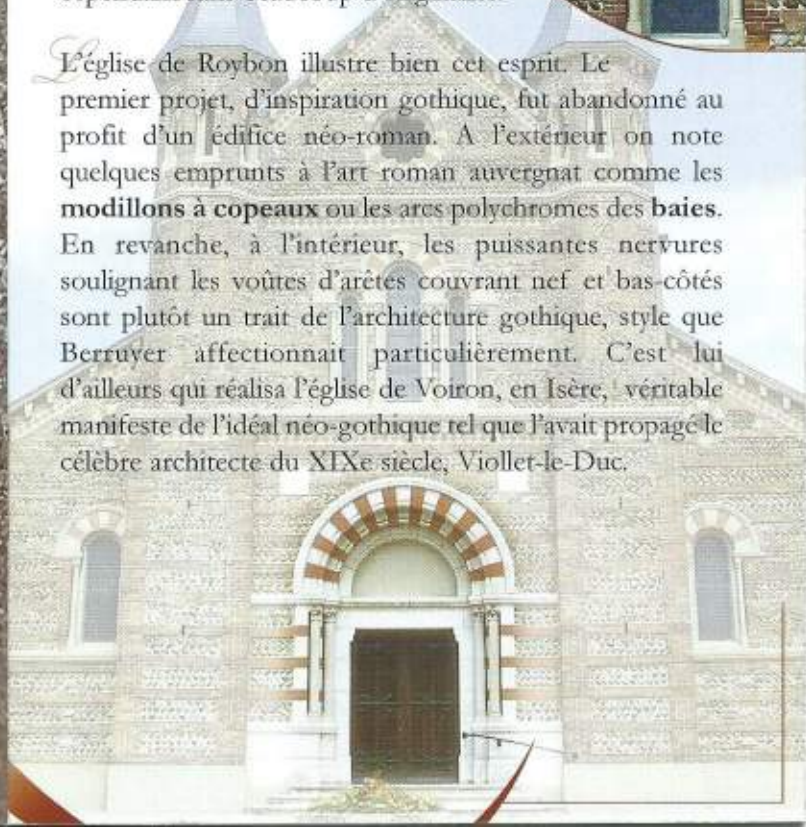 L'église de Roybon illustre bien cet esprit. Le
premier projet, d'inspiration gothique, fut abandonné au
profit d'un édifice néo-roman. A l'extérieur on note
quelques emprunts à l'art roman auvergnat comme les
modillons à copeaux ou les arcs polychromes des baies.
En revanche, à l'intérieur, les puissantes nervures
soulignant les voûtes d'arêtes couvrant nef et bas-côtés
sont plutôt un trait de l'architecture gothique, style que
Berruyer affectionnait particulièrement. C'est lui
d'ailleurs qui réalisa l'église de Voiron, en Isère, véritable
manifeste de l'idéal néo-gothique tel que l'avait propagé le
célèbre architecte du XIXe siècle, Viollet-le-Duc.